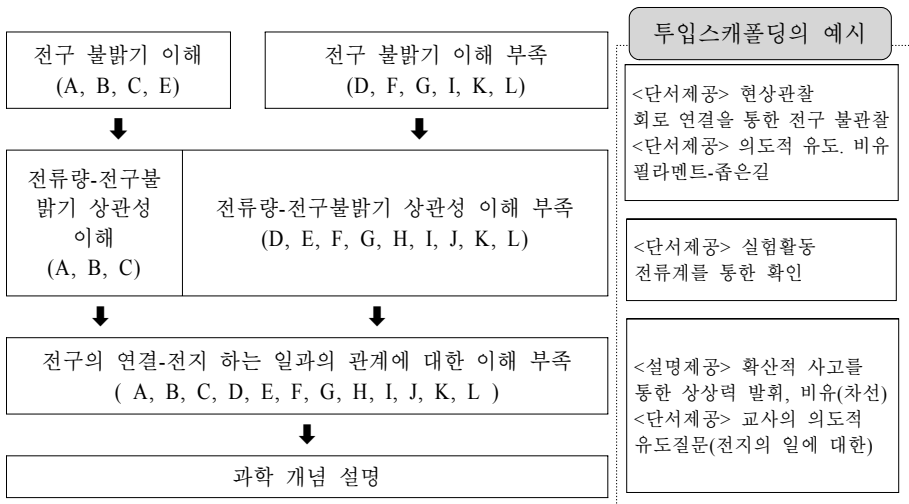 전구 불밝기 이해
(A, B, C, E)
전구 불밝기 이해 부족
(D, F, G, I, K, L)
전류량-전구불
밝기 상관성
이해
(A, B, C)
전류량-전구불밝기 상관성 이해 부족
(D, E, F, G, H, I, J, K, L)
전구의 연결-전지 하는 일과의 관계에 대한 이해 부족
( A, B, C, D, E, F, G, H, I, J, K, L )
과학 개념 설명
투입스캐폴딩의 예시
<단서제공> 현상관찰
회로 연결을 통한 전구 불관찰
<단서제공> 의도적 유도. 비유
필라멘트-좁은길
<단서제공> 실험활동
전류계를 통한 확인
<설명제공> 확산적 사고를
통한 상상력 발휘, 비유(차선)
<단서제공> 교사의 의도적
유도질문(전지의 일에 대한)